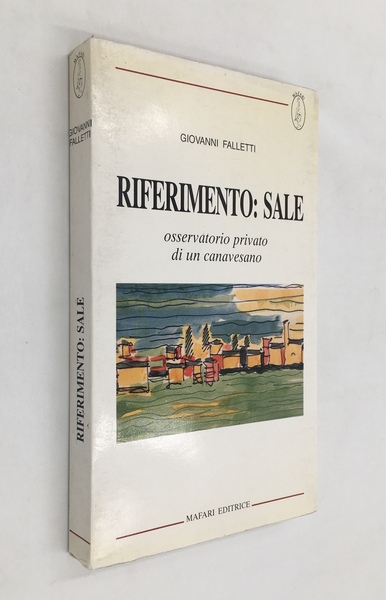 GIOVANNI FALLETTI
RIFERIMENTO: SALE
osservatorio privato
di un canavesano
MAFARI EDITRICE
GIOVANNI
FALLETTI
RIFERIMENTO: SALE